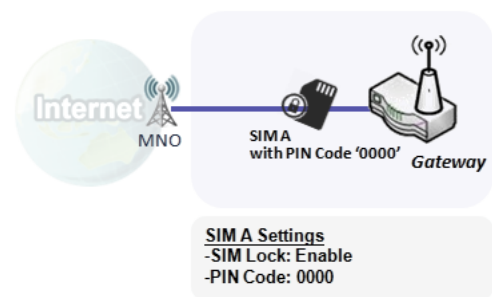 Internet
MNO
SIM A
with PIN Code ‘0000’
Gateway
SIM A Settings
-SIM Lock: Enable
-PIN Code: 0000